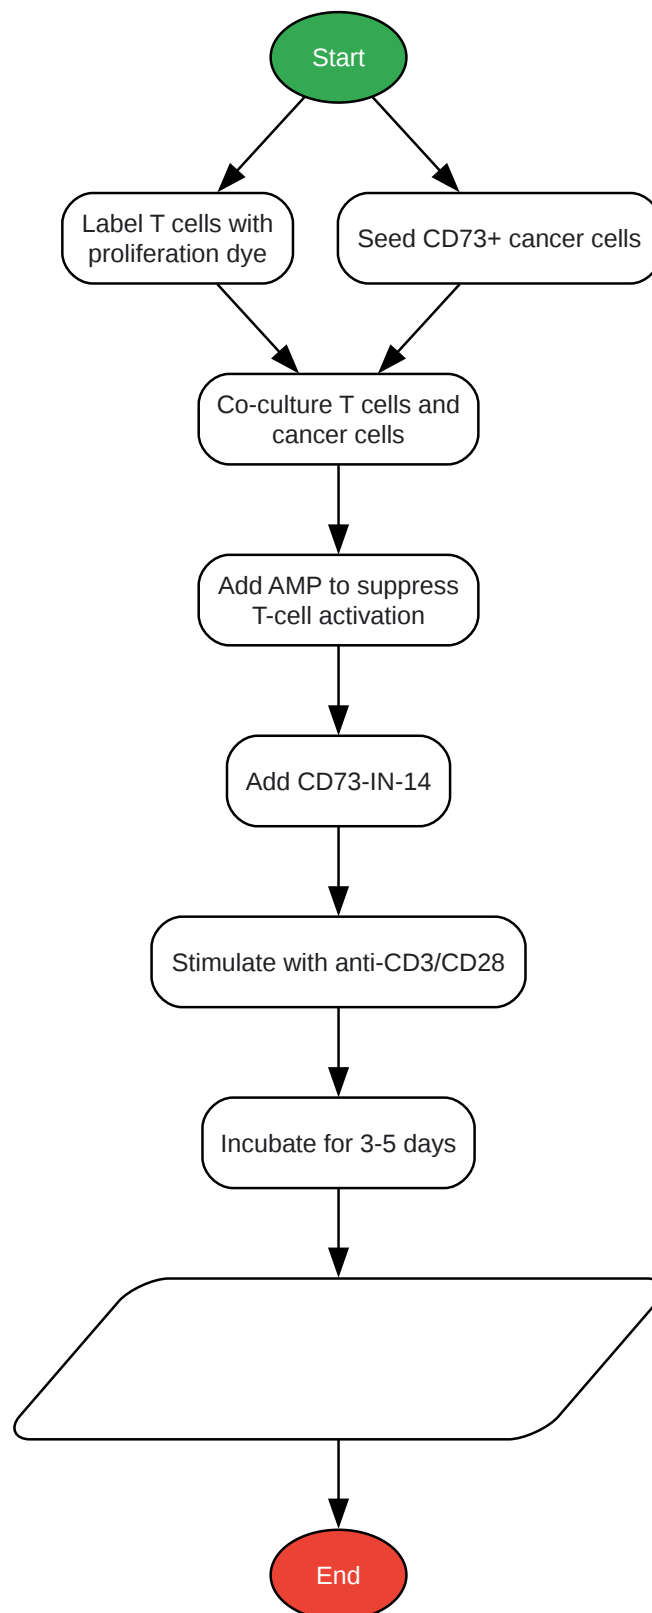 Start
Label T cells with
proliferation dye
Seed CD73+ cancer cells
Co-culture T cells and
cancer cells
Add AMP to suppress
T-cell activation
Add CD73-IN-14
Stimulate with anti-CD3/CD28
Incubate for 3-5 days
End